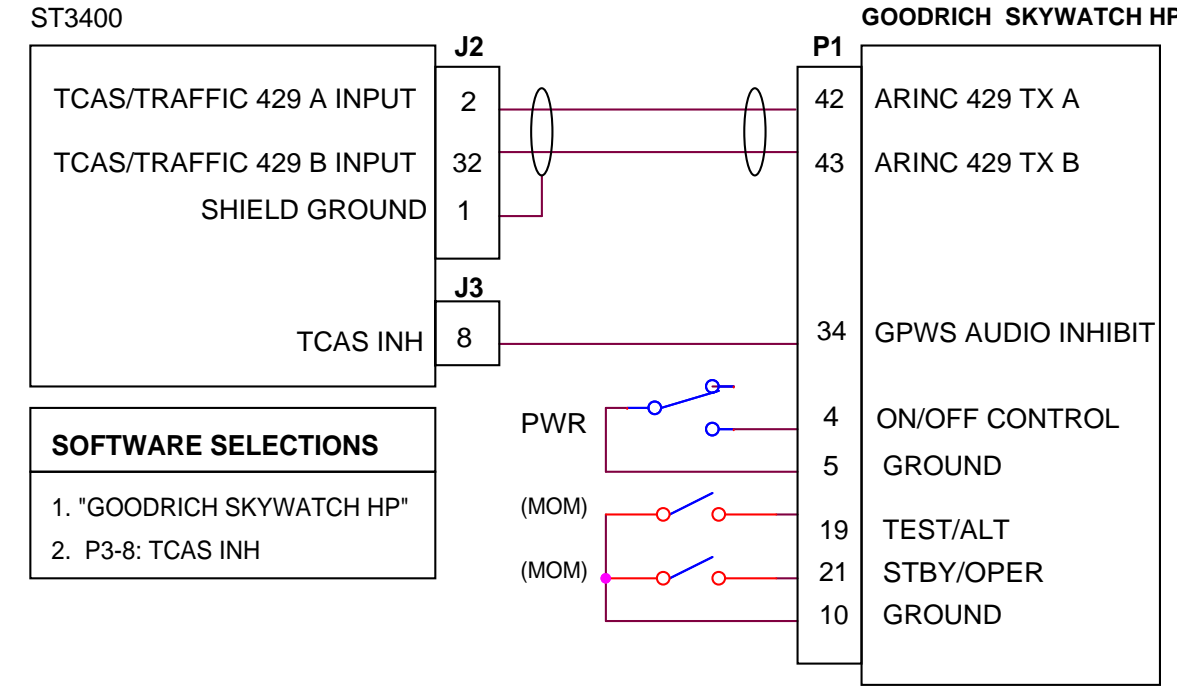 ST3400
GOODRICH SKYWATCH HP
J2
P1
TCAS/TRAFFIC 429 A INPUT 2
42 ARINC 429 TX A
TCAS/TRAFFIC 429 B INPUT 32
43 ARINC 429 TX B
SHIELD GROUND 1
J3
TCAS INH 8
34 GPWS AUDIO INHIBIT
PWR
4 ON/OFF CONTROL
5 GROUND
SOFTWARE SELECTIONS
1. "GOODRICH SKYWATCH HP"
2. P3-8: TCAS INH
(MOM)
19 TEST/ALT
(MOM)
21 STBY/OPER
10 GROUND